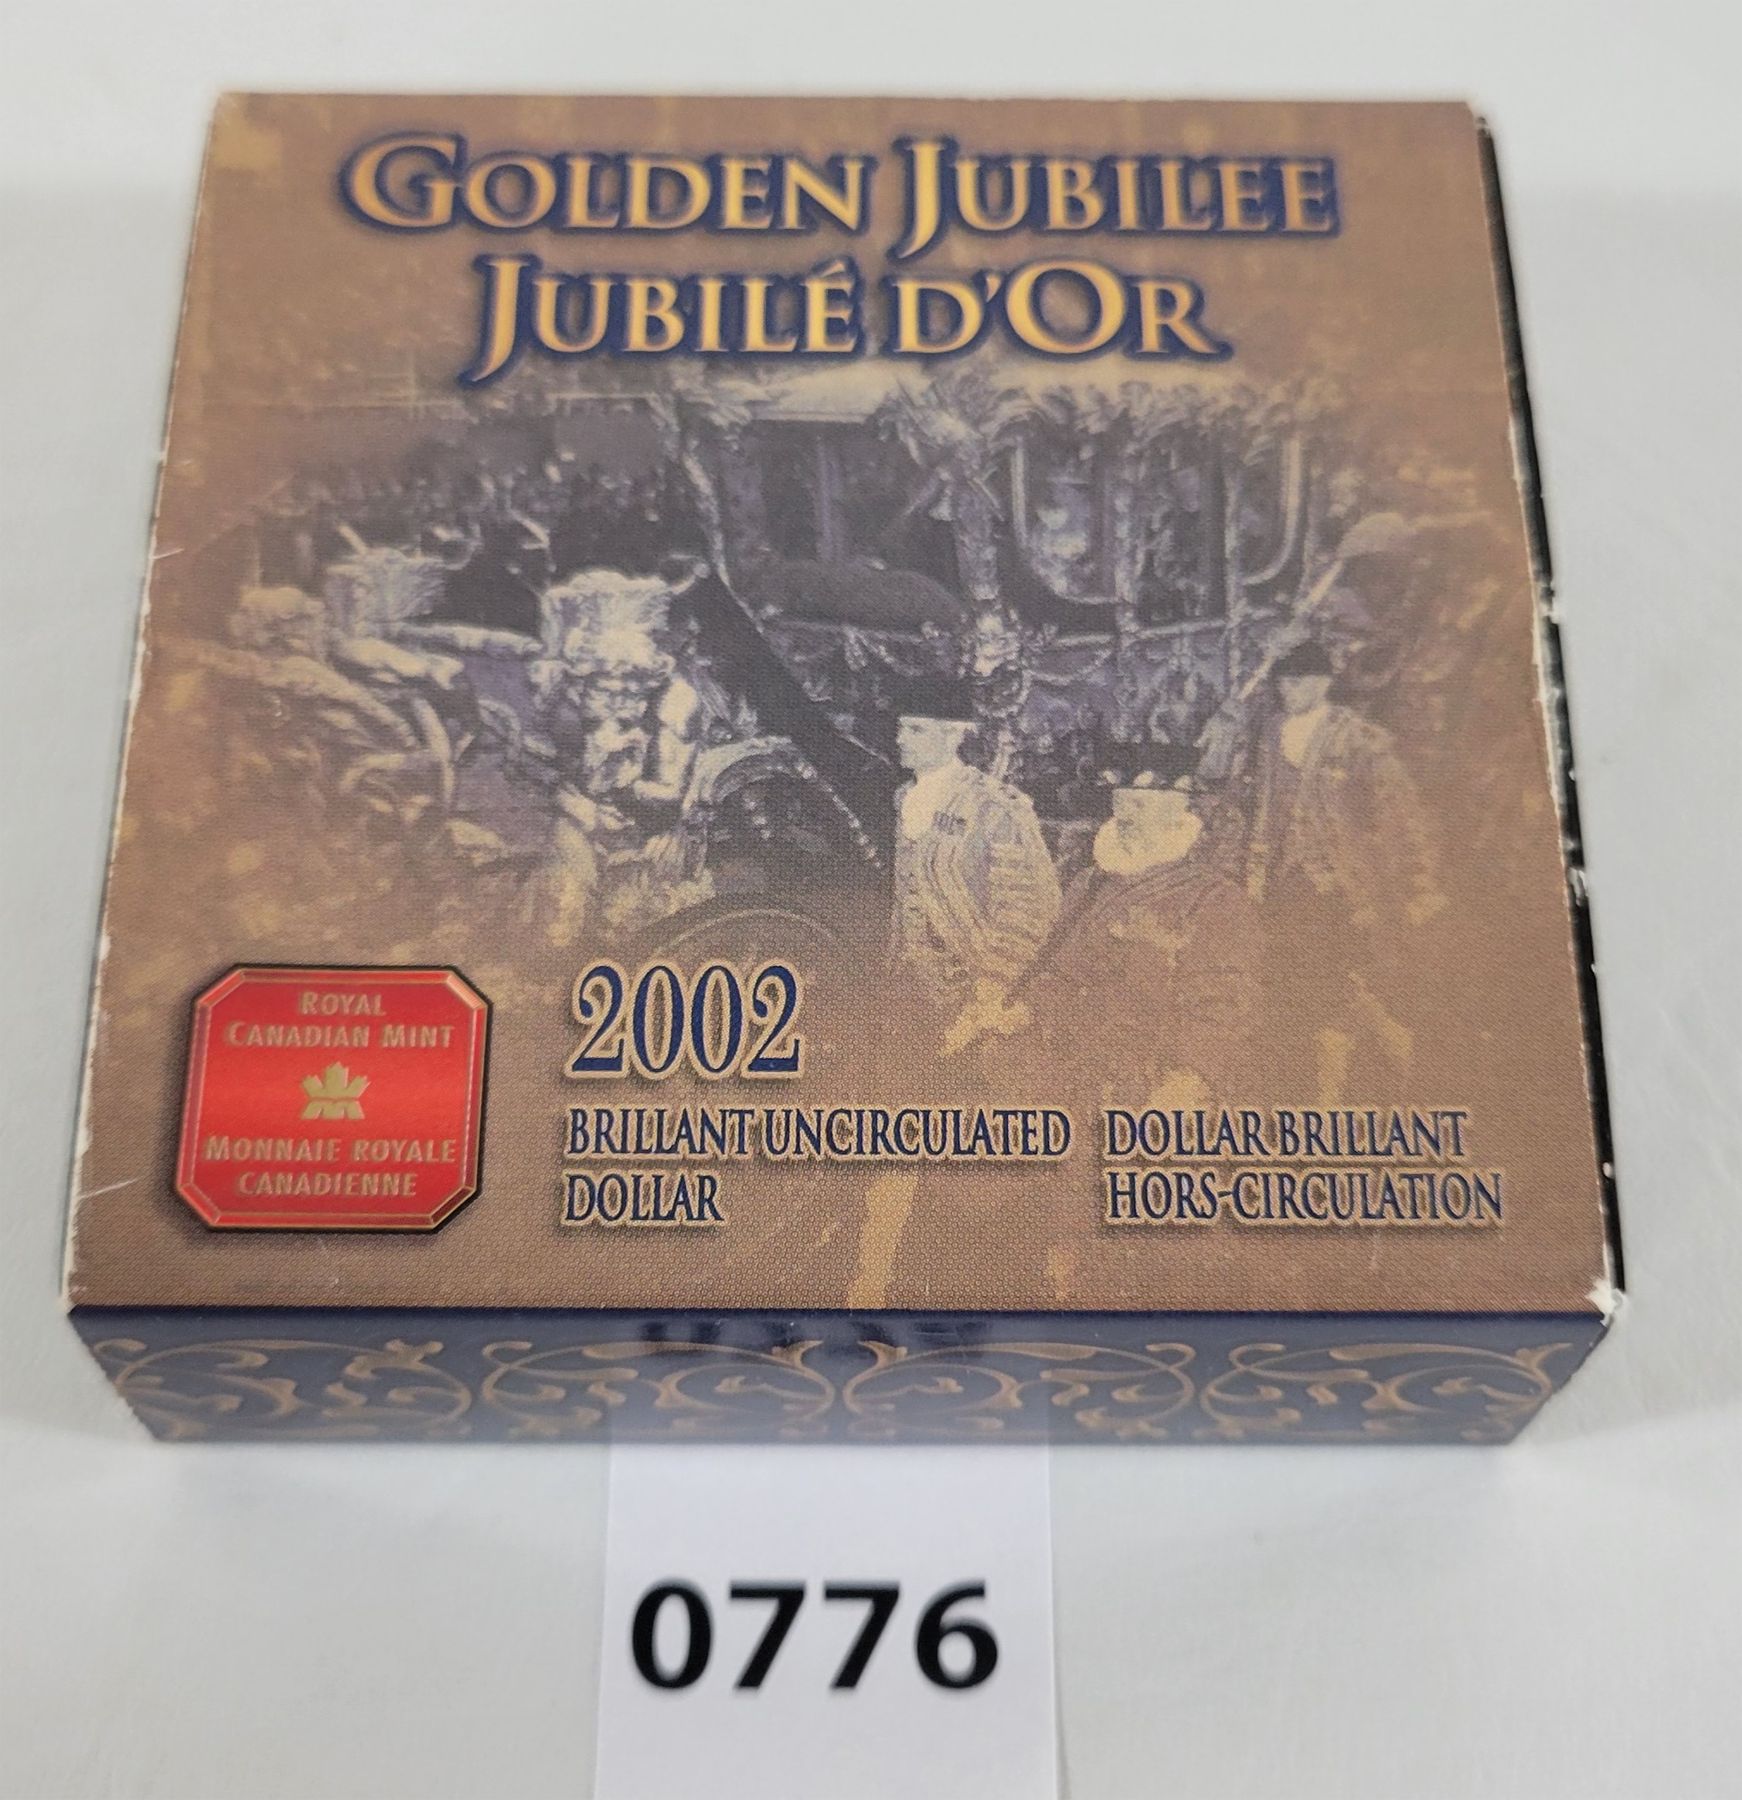 GOLDEN JUBILEE
JUBILÉ D'OR
ROYAL
CANADIAN MINT
MONNAIE ROYALE
CANADIENNE
2002
BRILLANT UNCIRCULATED
DOLLAR
DOLLAR BRILLANT
HORS-CIRCULATION
0776